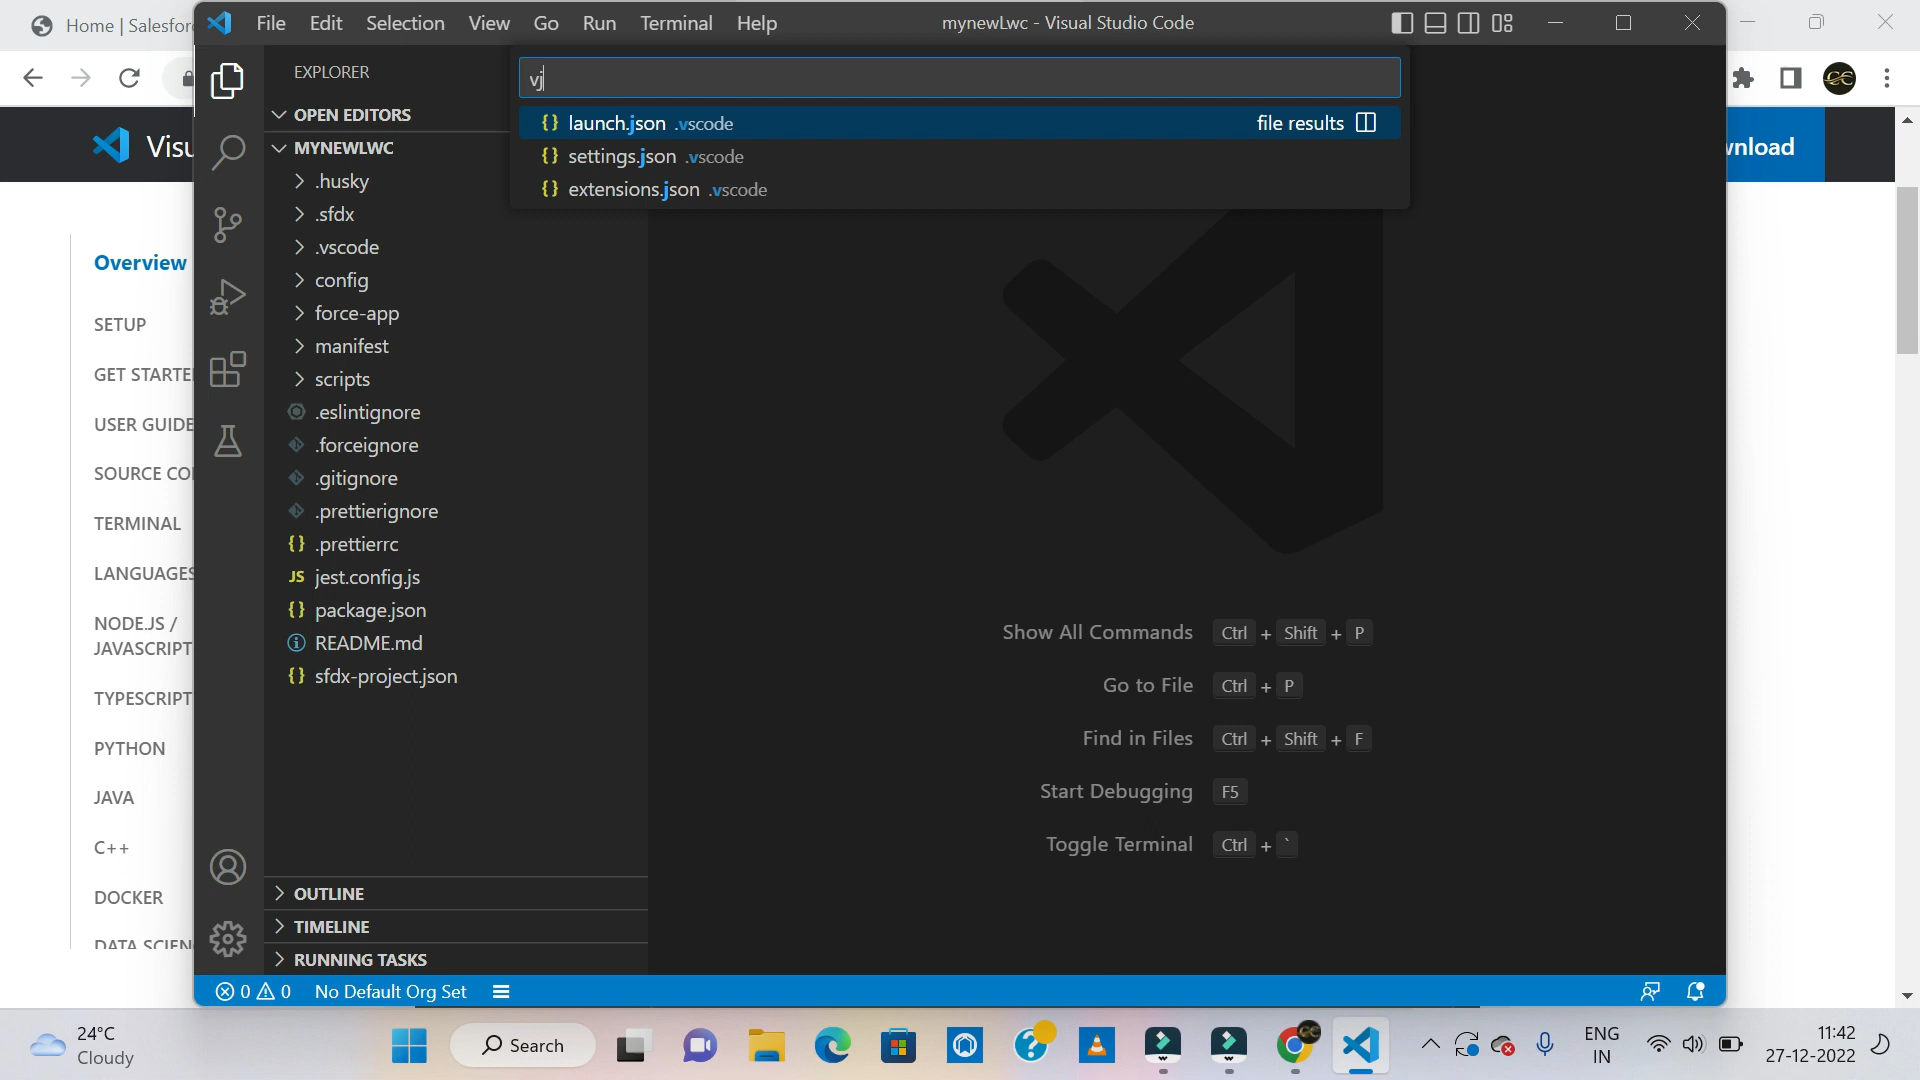 Home | Salesforc
File Edit Selection View Go Run Terminal Help
mynewLwc - Visual Studio Code
EXPLORER
vj
launch.json .vscode
file results
settings.json .vscode
extensions.json .vscode
OPEN EDITORS
MYNEWLWC
.husky
.sfdx
.vscode
config
force-app
manifest
scripts
.eslintignore
.forceignore
.gitignore
.prettierignore
.prettierrc
JS jest.config.js
package.json
README.md
sfdx-project.json
OUTLINE
TIMELINE
RUNNING TASKS
Visu
wnload
Overview
SETUP
GET STARTE
USER GUIDE
SOURCE CO
TERMINAL
LANGUAGES
NODE.JS /
JAVASCRIPT
TYPESCRIPT
PYTHON
JAVA
C++
DOCKER
DATA SCIEN
Show All Commands Ctrl + Shift + P
Go to File Ctrl + P
Find in Files Ctrl + Shift + F
Start Debugging F5
Toggle Terminal Ctrl + `
0 0 No Default Org Set
24°C
Cloudy
Search
ENG
IN
11:42
27-12-2022